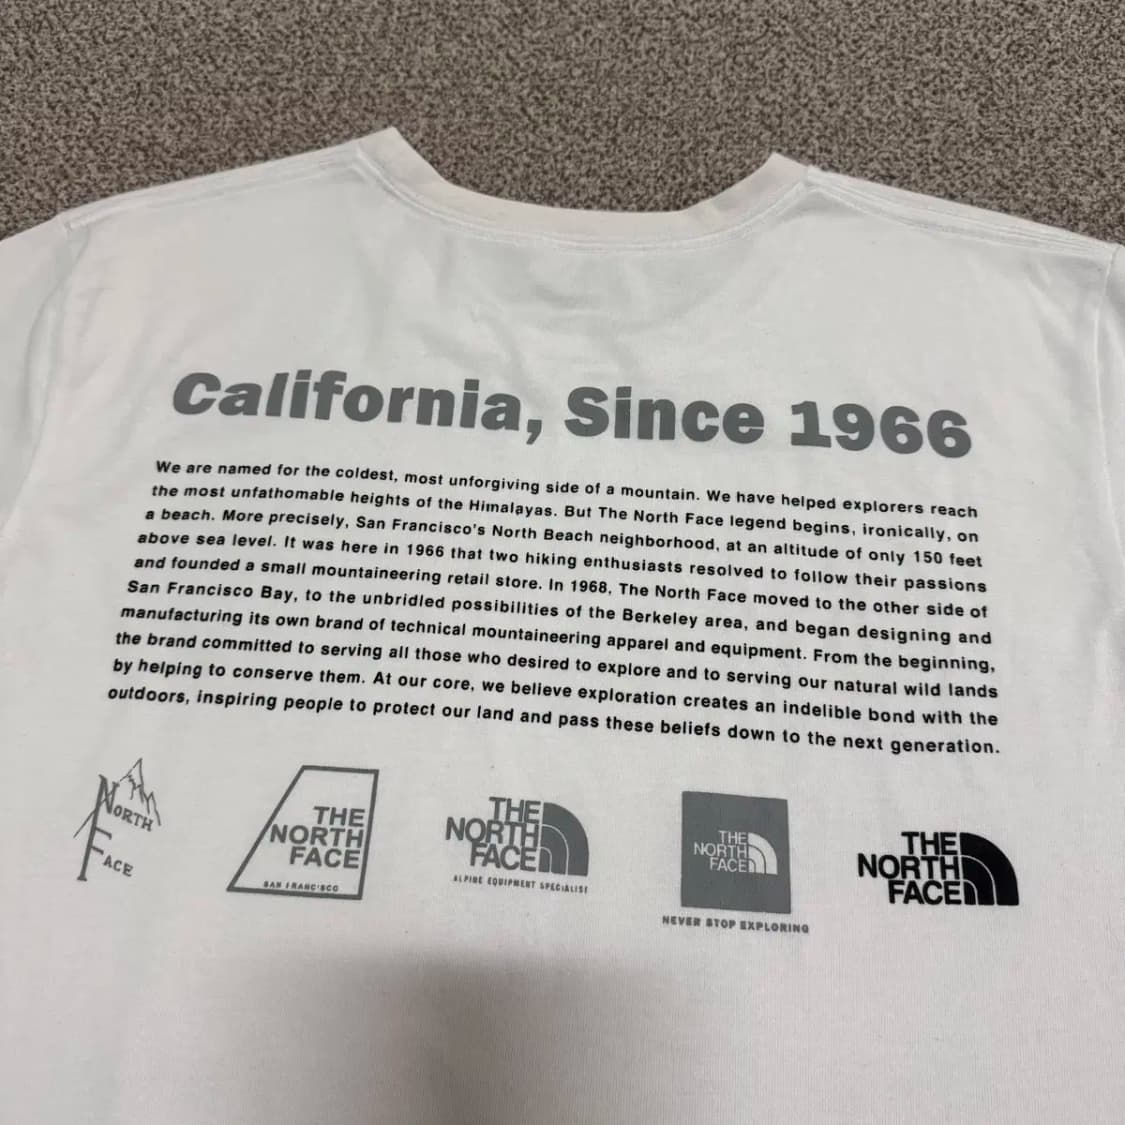 California, Since 1966
We are named for the coldest, most unforgiving side of a mountain. We have helped explorers reach
the most unfathomable heights of the Himalayas. But The North Face legend begins, ironically, on
a beach. More precisely, San Francisco's North Beach neighborhood, at an altitude of only 150 feet
above sea level. It was here in 1966 that two hiking enthusiasts resolved to follow their passions
and founded a small mountaineering retail store. In 1968, The North Face moved to the other side of
San Francisco Bay, to the unbridled possibilities of the Berkeley area, and began designing and
manufacturing its own brand of technical mountaineering apparel and equipment. From the beginning,
the brand committed to serving all those who desired to explore and to serving our natural wild lands
by helping to conserve them. At our core, we believe exploration creates an indelible bond with the
outdoors, inspiring people to protect our land and pass these beliefs down to the next generation.
NORTH
FACE
THE
NORTH
FACE
SAN FRANCISCO
THE
NORTH
FACE
ALPINE EQUIPMENT SPECIALIST
THE
NORTH
FACE
NEVER STOP EXPLORING
THE
NORTH
FACE